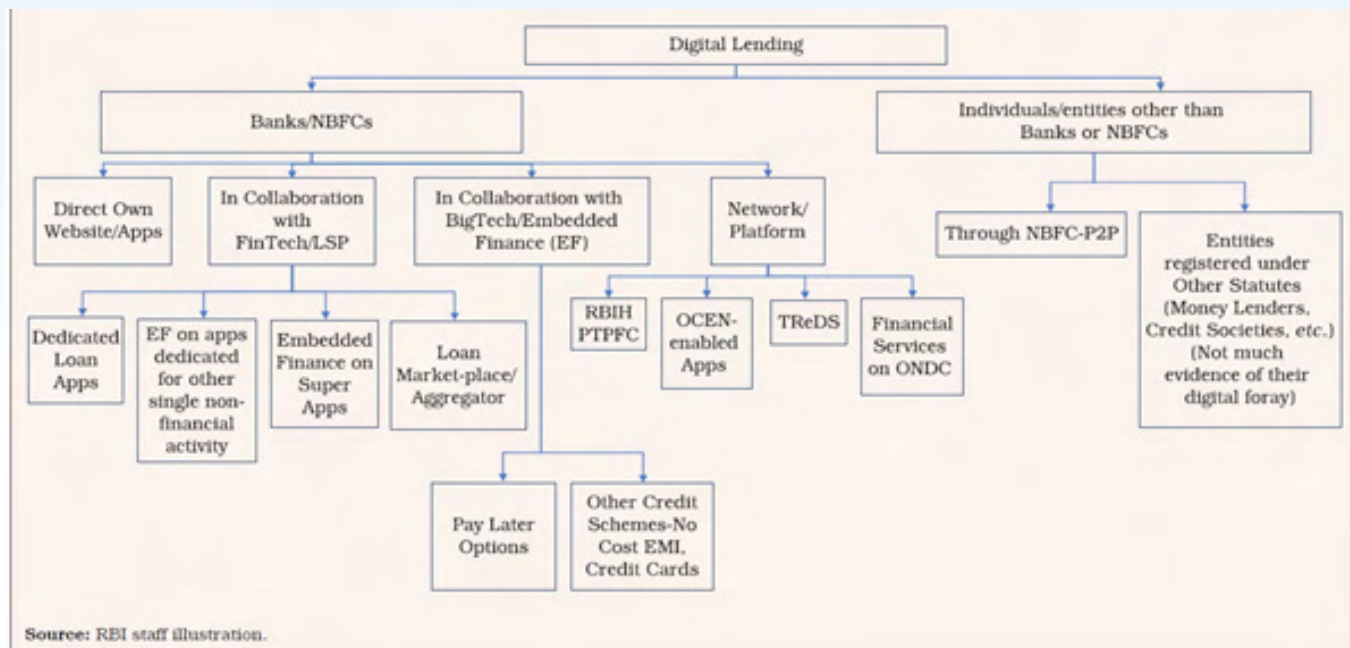 Digital Lending
Banks/NBFCs
Individuals/entities other than
Banks or NBFCs
Direct Own
Website/Apps
In Collaboration
with
FinTech/LSP
In Collaboration with
BigTech/Embedded
Finance (EF)
Network/
Platform
Through NBFC-P2P
Entities
registered under
Other Statutes
(Money Lenders,
Credit Societies, etc.)
(Not much
evidence of their
digital foray)
Dedicated
Loan
Apps
EF on apps
dedicated
for other
single non-
financial
activity
Embedded
Finance on
Super
Apps
Loan
Market-place/
Aggregator
RBIH
PTPFC
OCEN-
enabled
Apps
TReDS
Financial
Services
on ONDC
Pay Later
Options
Other Credit
Schemes-No
Cost EMI,
Credit Cards
Source: RBI staff illustration.